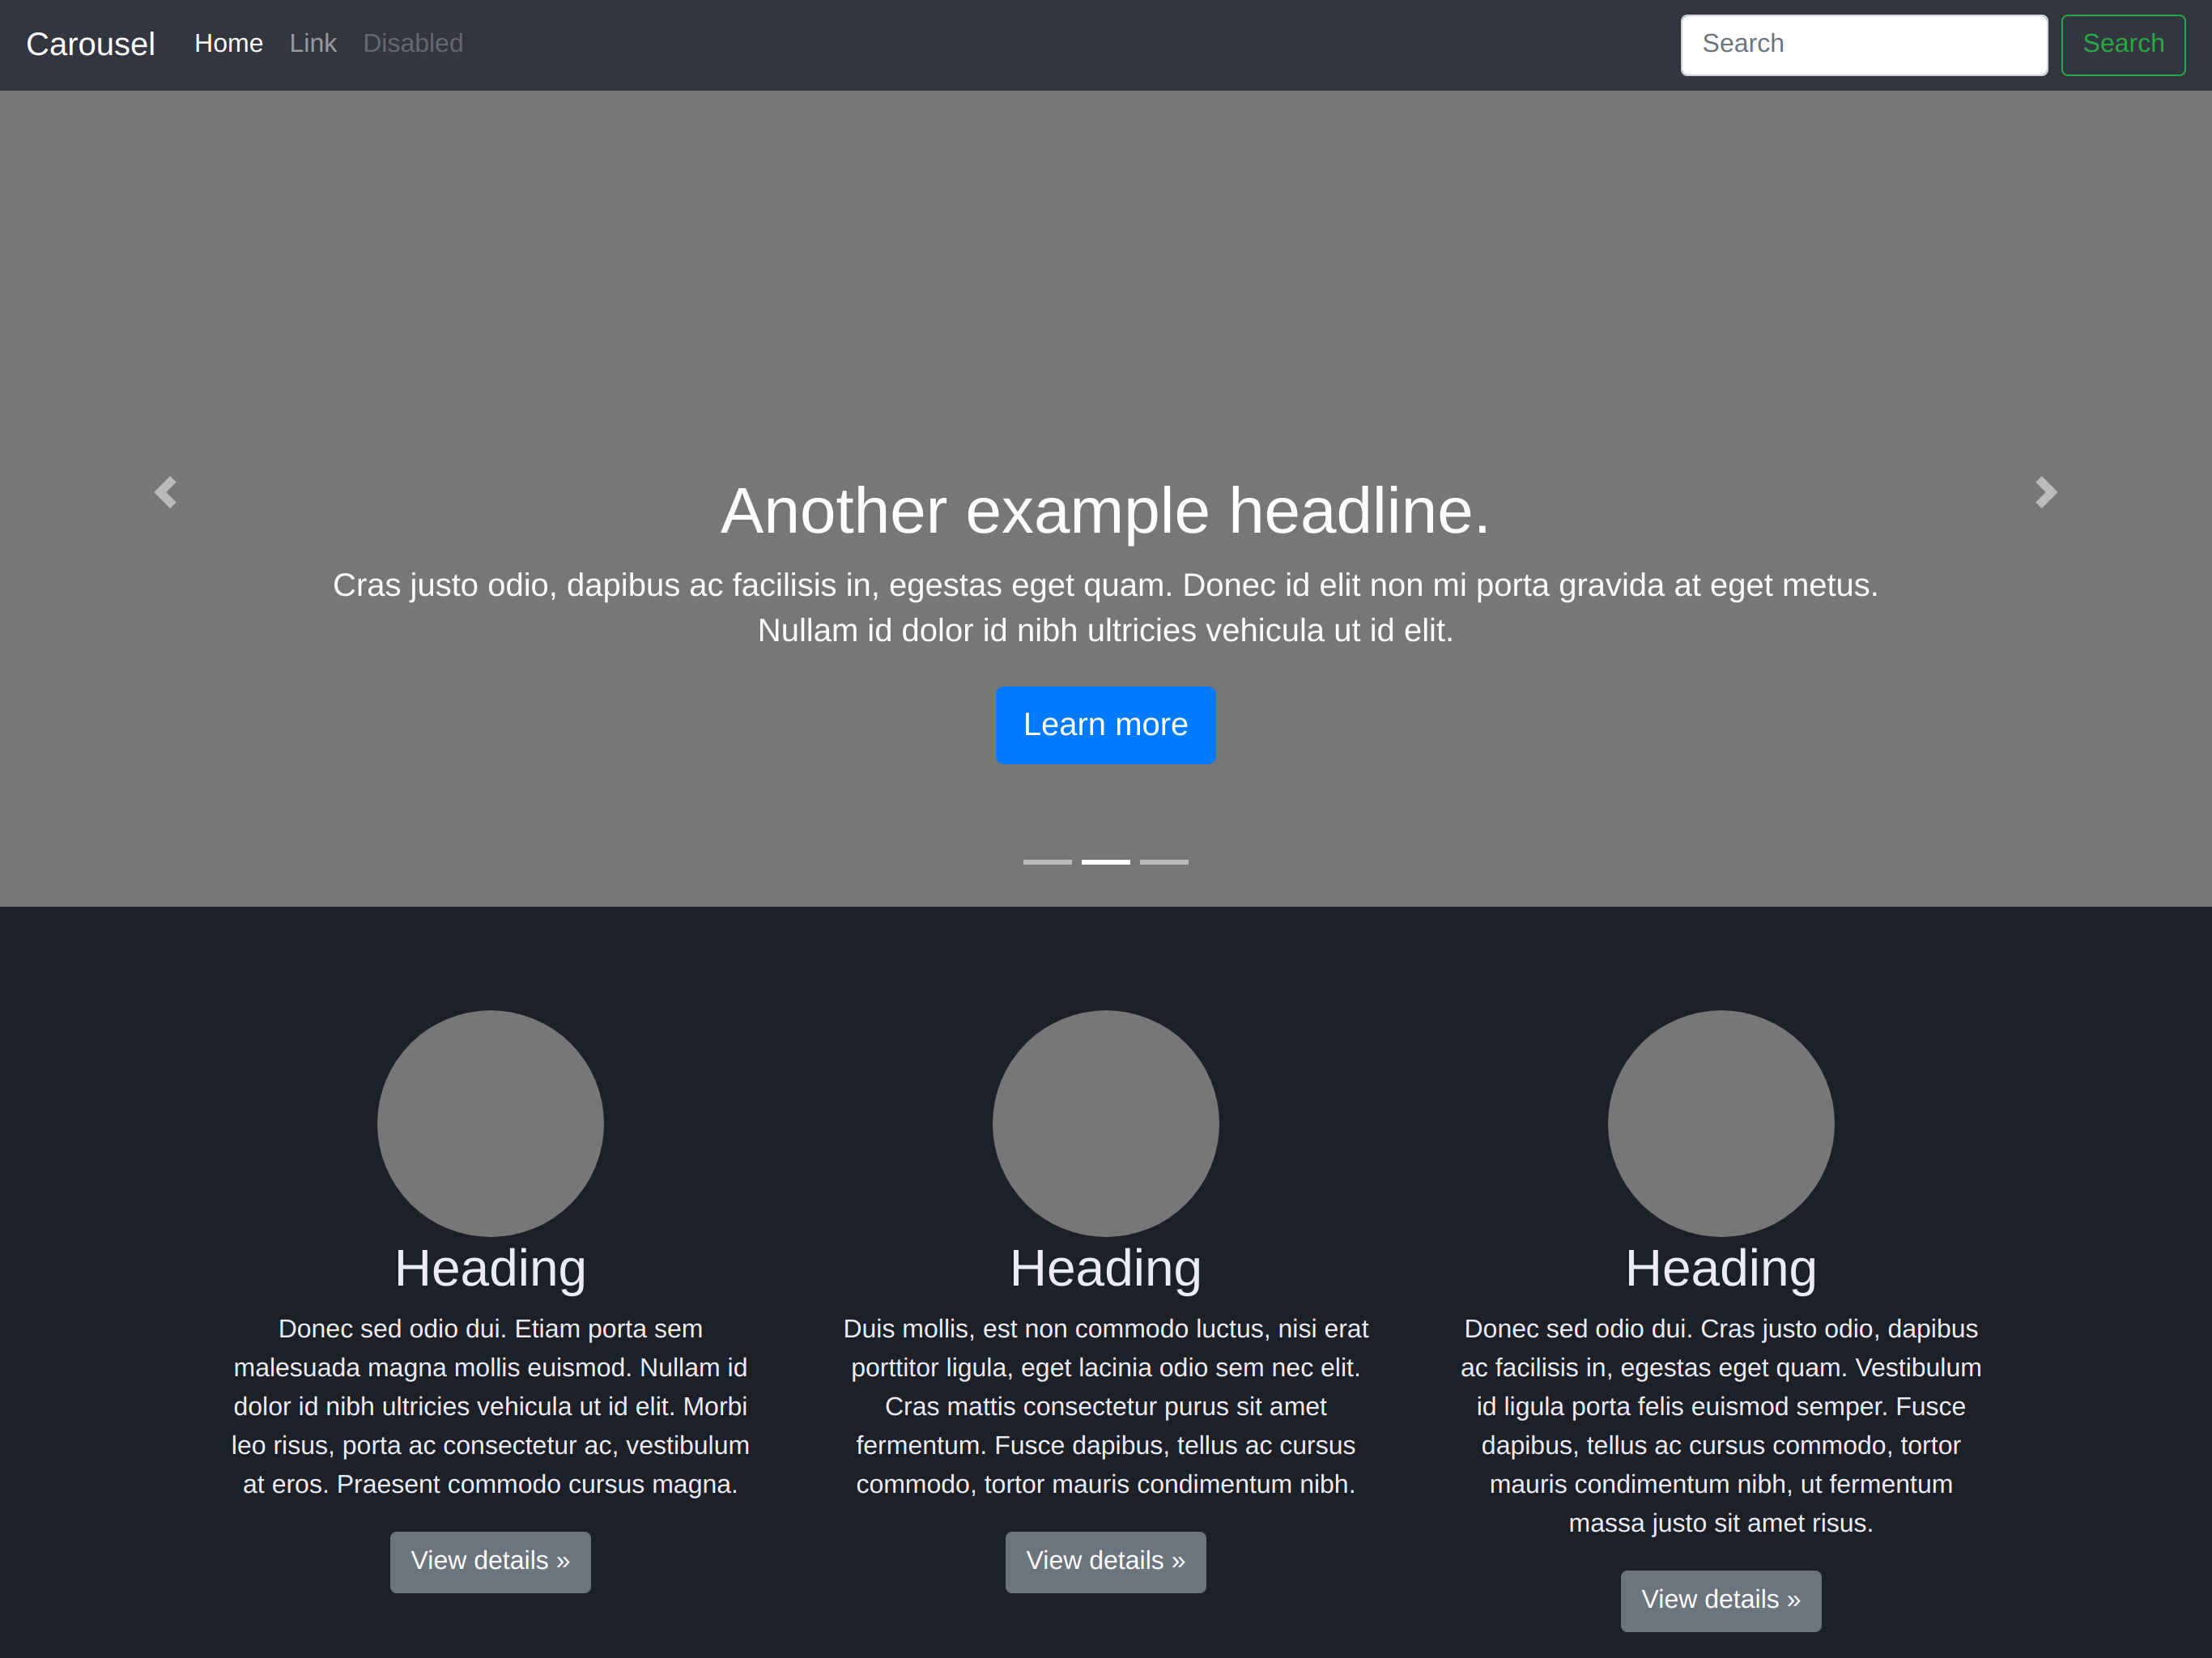 Carousel Home Link Disabled Search Search
Another example headline.
Cras justo odio, dapibus ac facilisis in, egestas eget quam. Donec id elit non mi porta gravida at eget metus.
Nullam id dolor id nibh ultricies vehicula ut id elit.
Learn more
Heading
Donec sed odio dui. Etiam porta sem
malesuada magna mollis euismod. Nullam id
dolor id nibh ultricies vehicula ut id elit. Morbi
leo risus, porta ac consectetur ac, vestibulum
at eros. Praesent commodo cursus magna.
View details »
Heading
Duis mollis, est non commodo luctus, nisi erat
porttitor ligula, eget lacinia odio sem nec elit.
Cras mattis consectetur purus sit amet
fermentum. Fusce dapibus, tellus ac cursus
commodo, tortor mauris condimentum nibh.
View details »
Heading
Donec sed odio dui. Cras justo odio, dapibus
ac facilisis in, egestas eget quam. Vestibulum
id ligula porta felis euismod semper. Fusce
dapibus, tellus ac cursus commodo, tortor
mauris condimentum nibh, ut fermentum
massa justo sit amet risus.
View details »